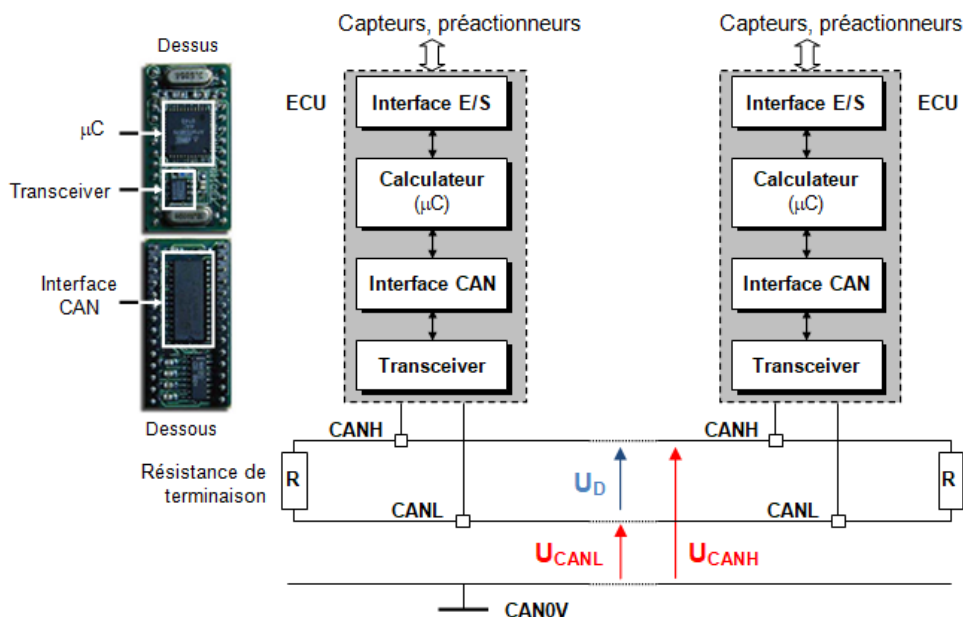 Capteurs, préactionneurs
Capteurs, préactionneurs
Dessus
ECU
Interface E/S
Interface E/S
ECU
µC
Transceiver
Calculateur
(µC)
Calculateur
(µC)
Interface
CAN
Interface CAN
Interface CAN
Transceiver
Transceiver
Dessous
CANH
CANH
Résistance de
terminaison
R
R
UD
CANL
CANL
UCANL
UCANH
CAN0V